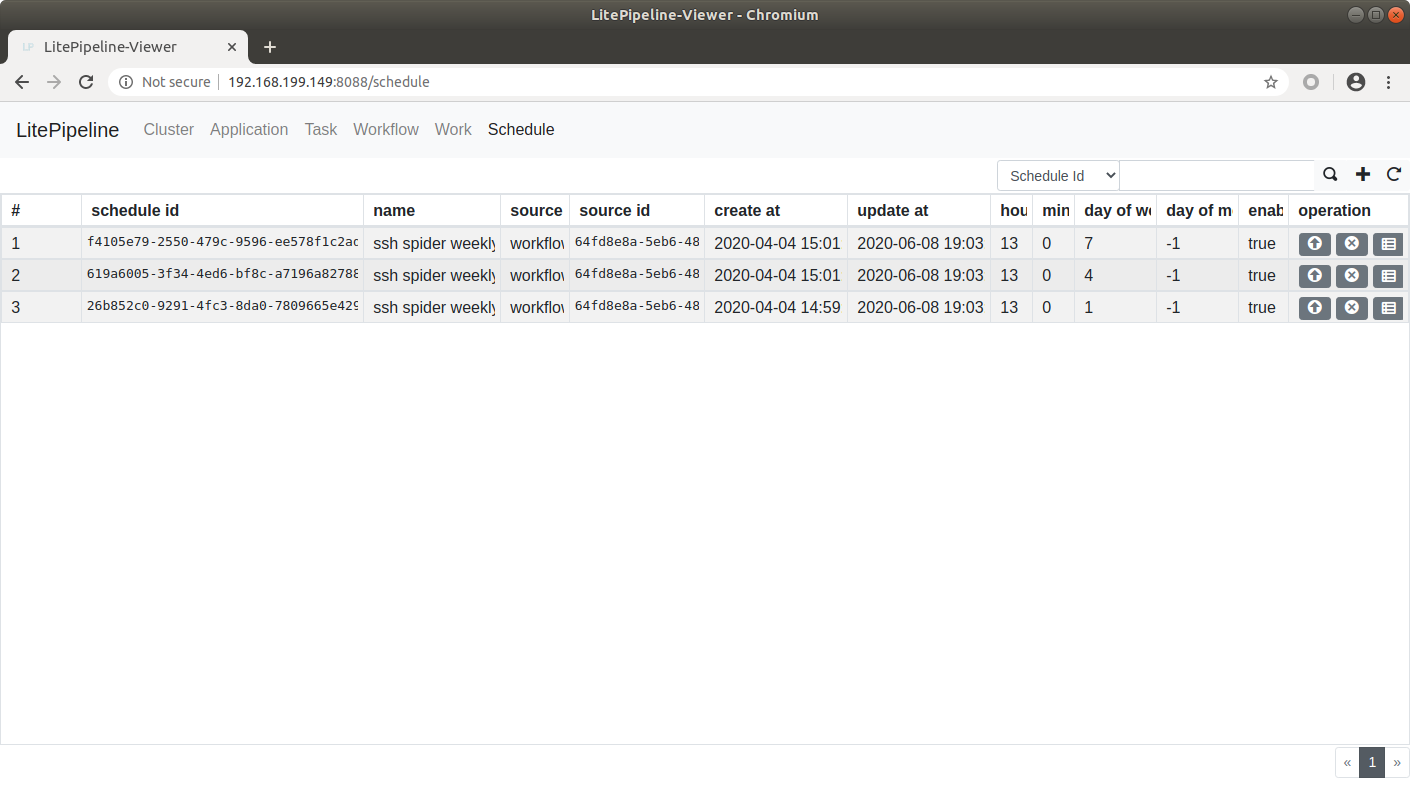 LitePipeline-Viewer - Chromium
LP LitePipeline-Viewer
Not secure 192.168.199.149:8088/schedule
LitePipeline Cluster Application Task Workflow Work Schedule
Schedule Id
# schedule id name source source id create at update at hou min day of we day of mo enab operation
1 f4105e79-2550-479c-9596-ee578f1c2ad ssh spider weekly workflow 64fd8e8a-5eb6-48 2020-04-04 15:01 2020-06-08 19:03 13 0 7 -1 true
2 619a6005-3f34-4ed6-bf8c-a7196a82788 ssh spider weekly workflow 64fd8e8a-5eb6-48 2020-04-04 15:01 2020-06-08 19:03 13 0 4 -1 true
3 26b852c0-9291-4fc3-8da0-7809665e429 ssh spider weekly workflow 64fd8e8a-5eb6-48 2020-04-04 14:59 2020-06-08 19:03 13 0 1 -1 true
« 1 »